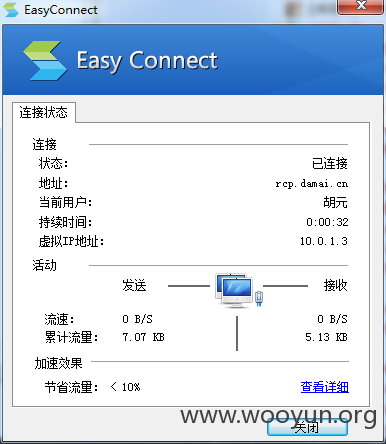 EasyConnect
Easy Connect
连接状态
连接
状态： 已连接
地址： rcp.damai.cn
当前用户： 胡元
持续时间： 0:00:32
虚拟IP地址： 10.0.1.3
活动
发送 接收
流速： 0 B/S 0 B/S
累计流量： 7.07 KB 5.13 KB
加速效果
节省流量： < 10% 查看详细
www.wooyun.org
关闭